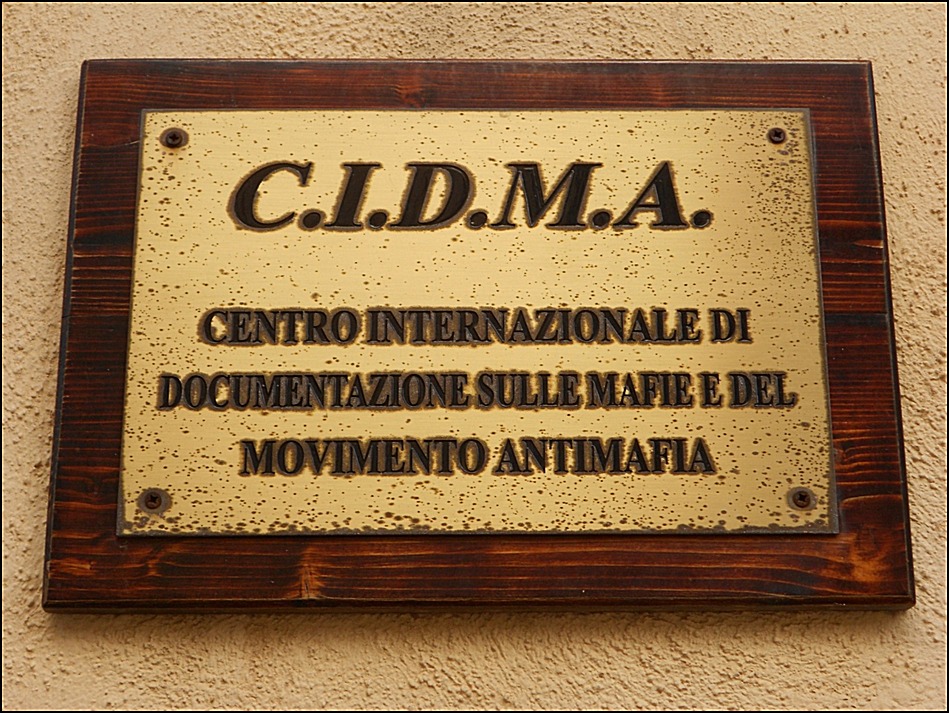 C.I.D.M.A.
CENTRO INTERNAZIONALE DI
DOCUMENTAZIONE SULLE MAFIE E DEL
MOVIMENTO ANTIMAFIA